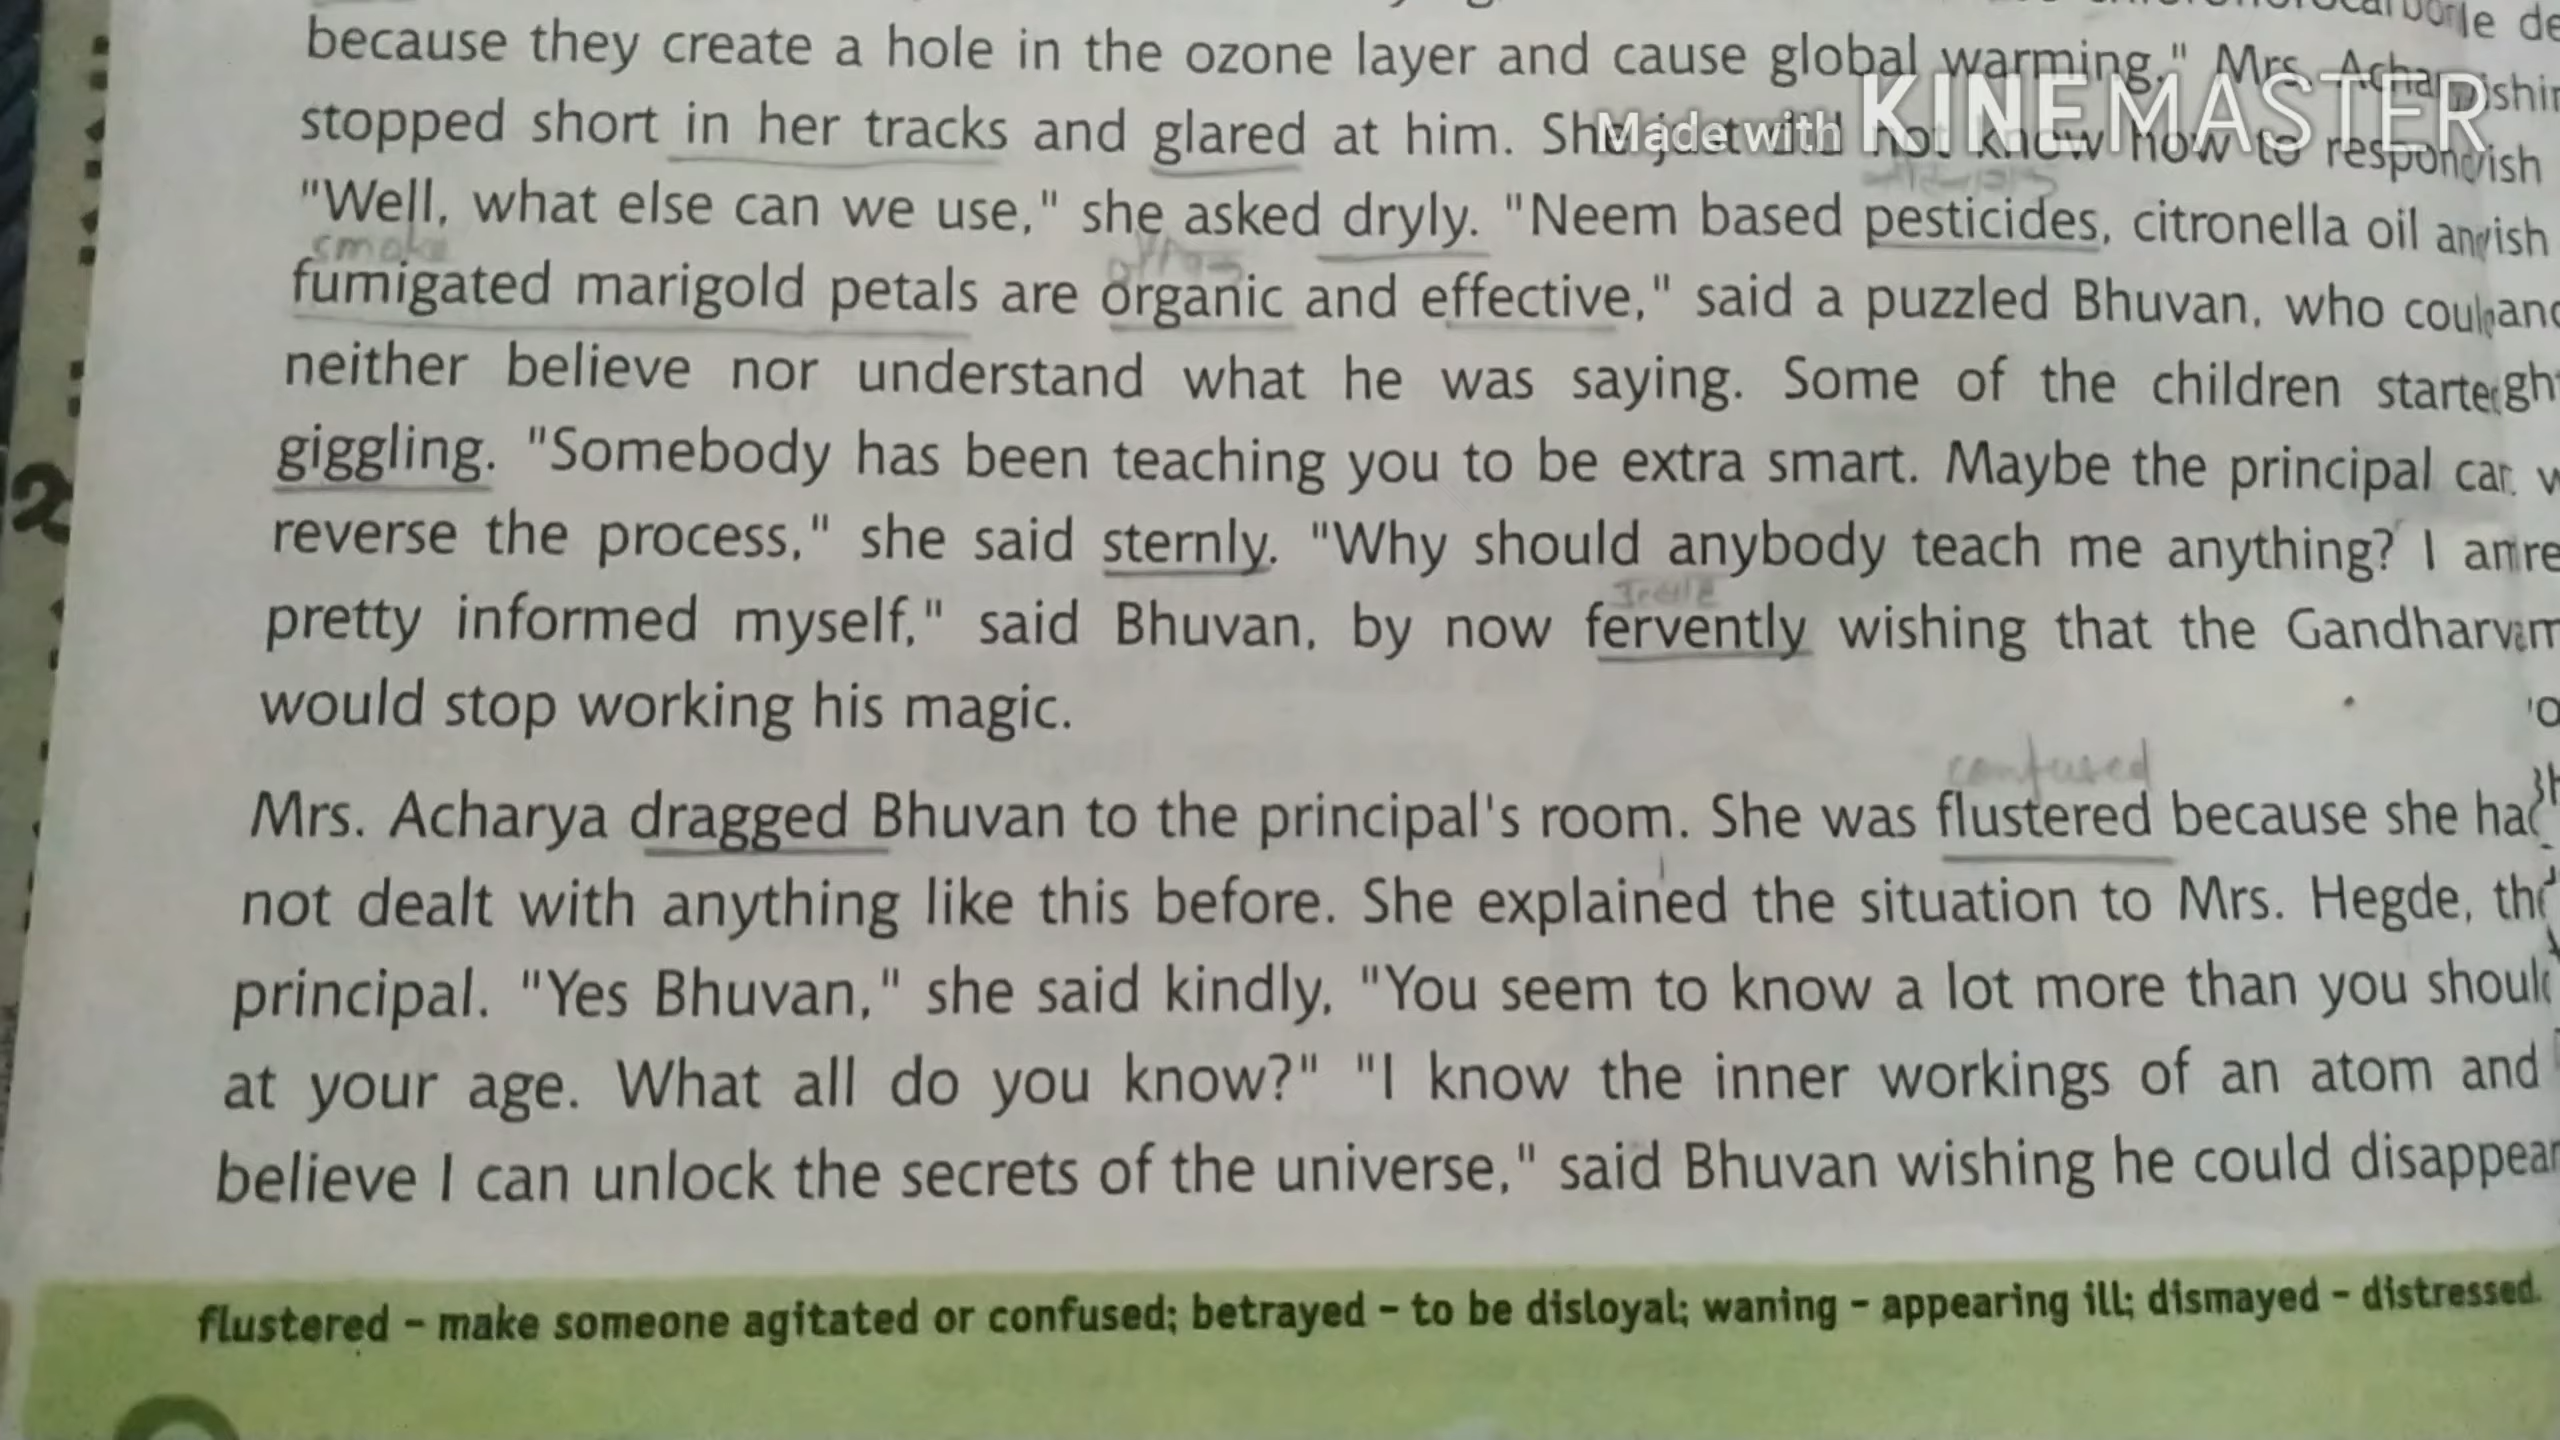 because they create a hole in the ozone layer and cause global warming." Mrs.
Made with KINEMASTER
stopped short in her tracks and glared at him. She just did not know how to
"Well, what else can we use," she asked dryly. "Neem based pesticides, citronella oil
smoke
fumigated marigold petals are organic and effective," said a puzzled Bhuvan, who
neither believe nor understand what he was saying. Some of the children
giggling. "Somebody has been teaching you to be extra smart. Maybe the principal
reverse the process," she said sternly. "Why should anybody teach me anything? I
pretty informed myself," said Bhuvan, by now fervently wishing that the
would stop working his magic.
confused
Mrs. Acharya dragged Bhuvan to the principal's room. She was flustered because she
not dealt with anything like this before. She explained the situation to Mrs. Hegde,
principal. "Yes Bhuvan," she said kindly, "You seem to know a lot more than you
at your age. What all do you know?" "I know the inner workings of an atom and
believe I can unlock the secrets of the universe," said Bhuvan wishing he could disappear
flustered - make someone agitated or confused; betrayed - to be disloyal; waning - appearing ill; dismayed - distressed.